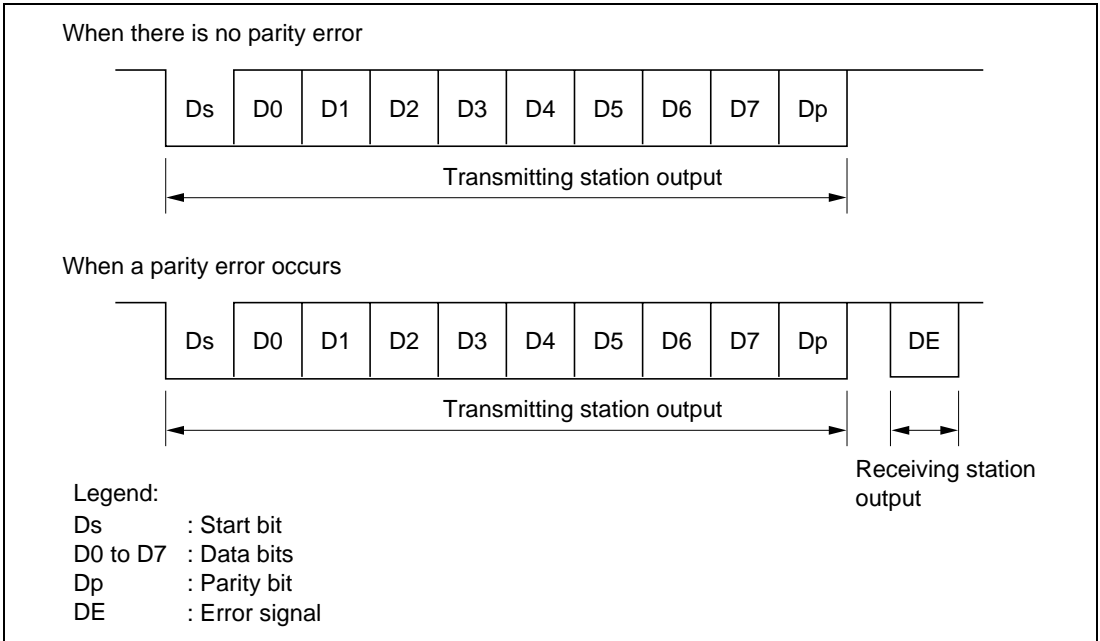 When there is no parity error
Ds D0 D1 D2 D3 D4 D5 D6 D7 Dp
Transmitting station output
When a parity error occurs
Ds D0 D1 D2 D3 D4 D5 D6 D7 Dp DE
Transmitting station output
Receiving station
output
Legend:
Ds : Start bit
D0 to D7 : Data bits
Dp : Parity bit
DE : Error signal